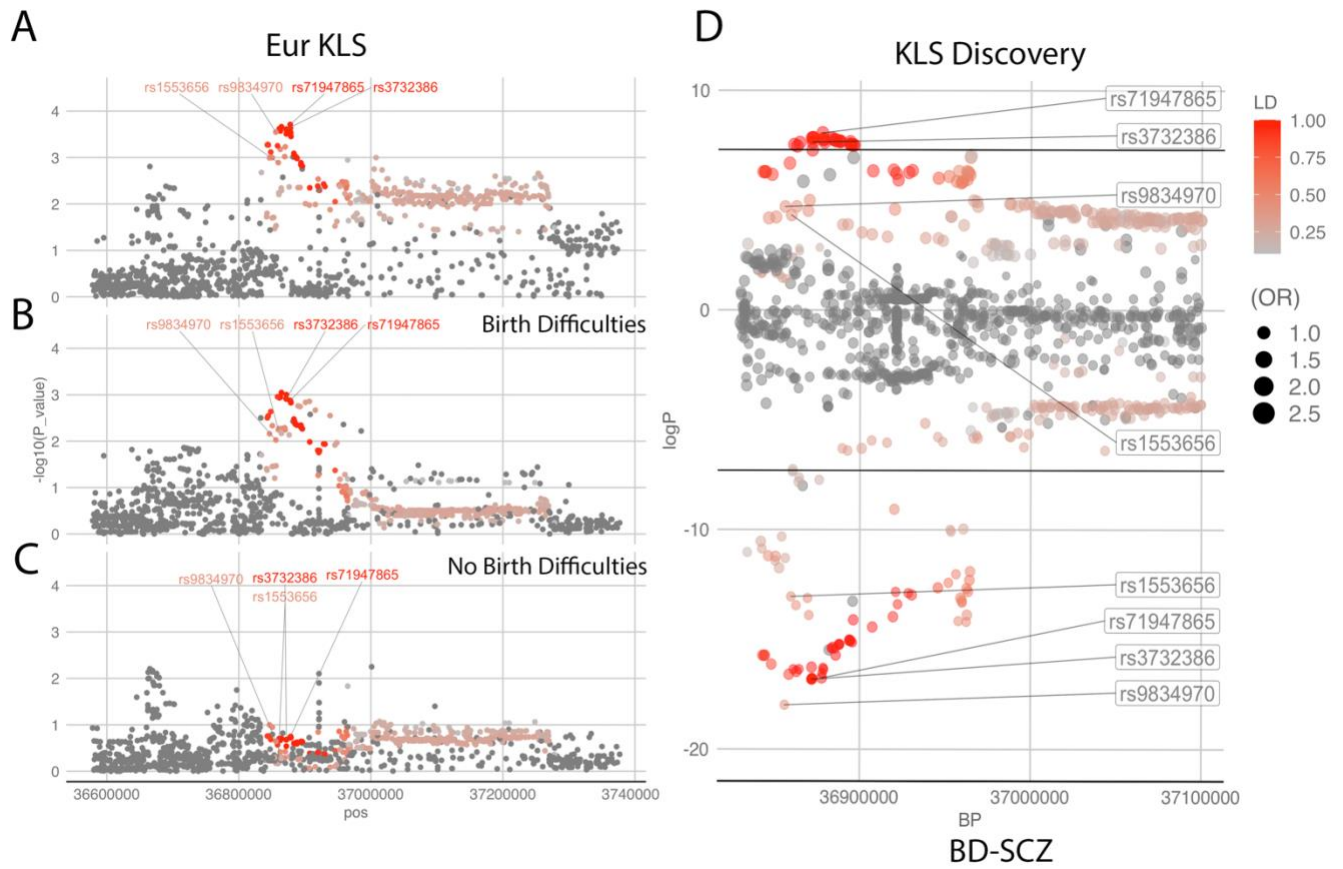 A
Eur KLS
rs1553656 rs9834970 rs71947865 rs3732386
4
3
2
1
0
B
Birth Difficulties
rs9834970 rs1553656 rs3732386 rs71947865
4
3
2
1
0
-log10(P_value)
C
No Birth Difficulties
rs9834970 rs3732386 rs71947865
rs1553656
4
3
2
1
0
36600000 36800000 37000000 37200000 3740000
pos
D
KLS Discovery
10
0
-10
-20
logP
rs71947865
rs3732386
rs9834970
rs1553656
rs1553656
rs71947865
rs3732386
rs9834970
36900000 37000000 37100000
BP
BD-SCZ
LD
1.00
0.75
0.50
0.25
(OR)
1.0
1.5
2.0
2.5